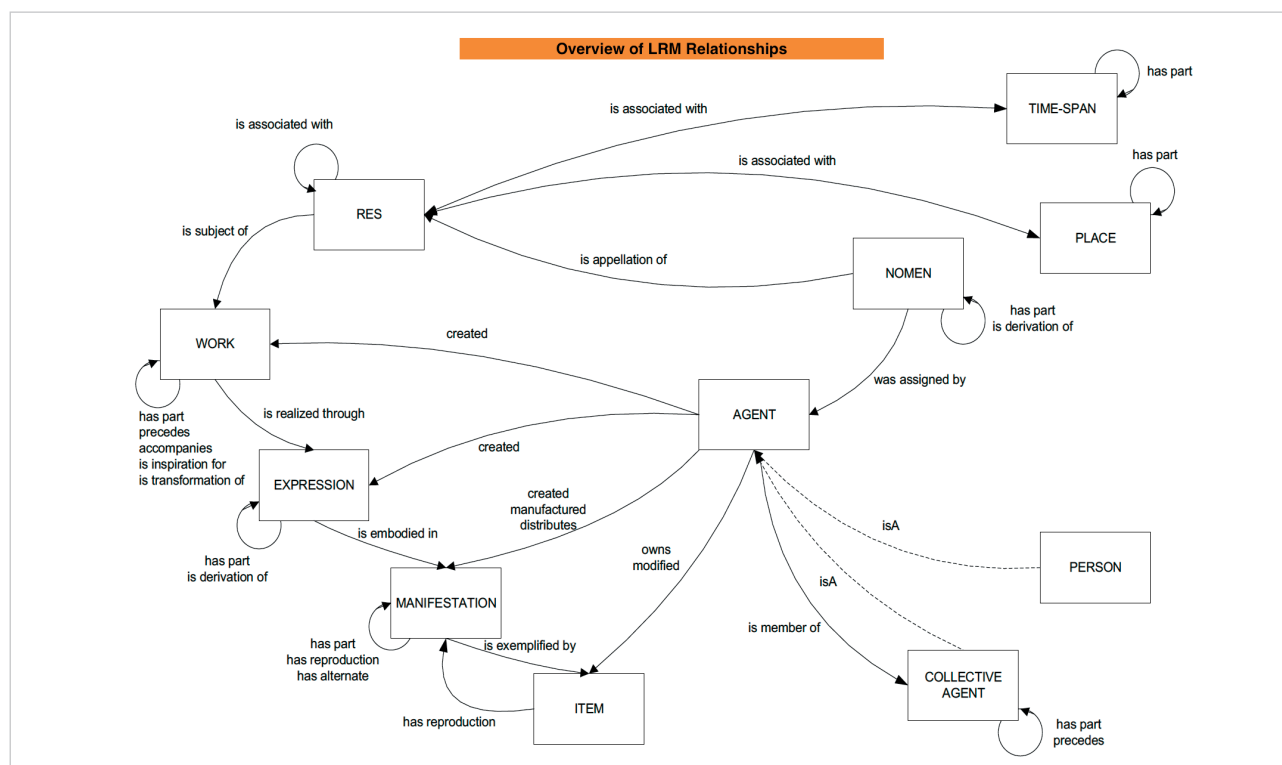 Overview of LRM Relationships
has part
TIME-SPAN
is associated with
is associated with
is associated with
has part
RES
PLACE
is subject of
is appellation of
NOMEN
has part
is derivation of
created
WORK
was assigned by
has part
precedes
accompanies
is inspiration for
is transformation of
is realized through
AGENT
created
EXPRESSION
has part
is derivation of
is embodied in
created
manufactured
distributes
owns
modified
isA
isA
PERSON
MANIFESTATION
has part
has reproduction
has alternate
is exemplified by
is member of
COLLECTIVE
AGENT
has reproduction
ITEM
has part
precedes